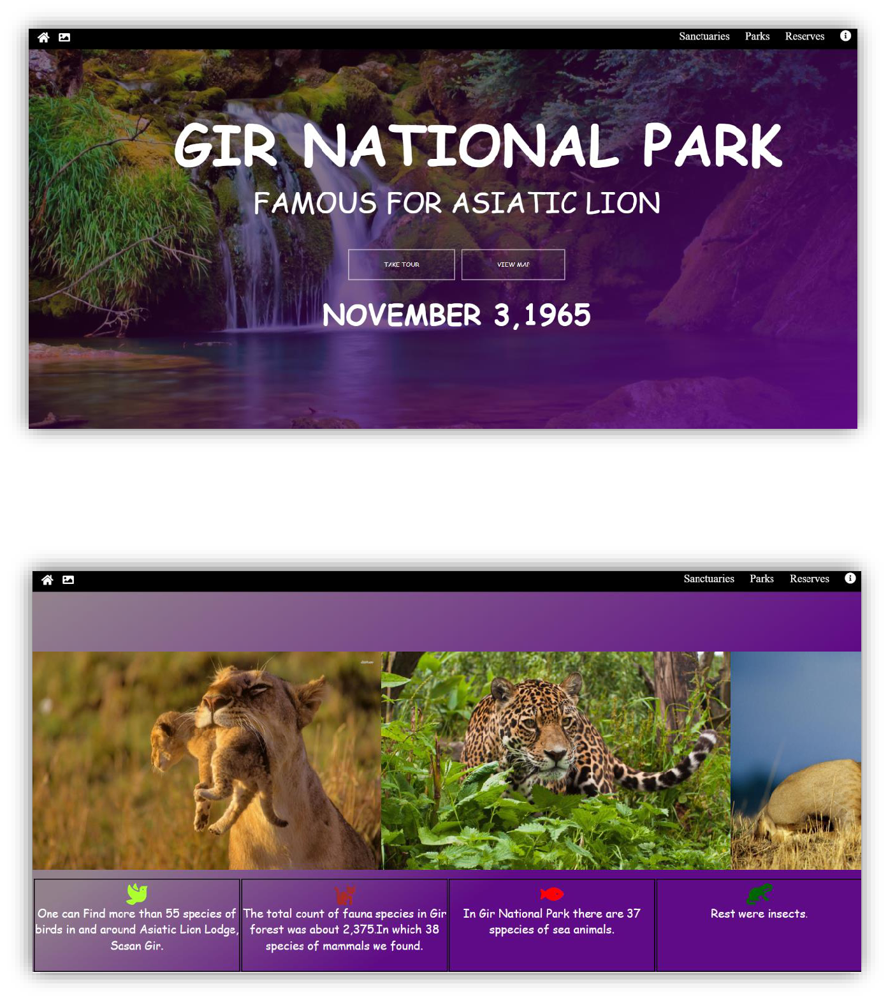 Sanctuaries Parks Reserves
GIR NATIONAL PARK
FAMOUS FOR ASIATIC LION
TAKE TOUR VIEW MAP
NOVEMBER 3,1965
Sanctuaries Parks Reserves
One can Find more than 55 species of
birds in and around Asiatic Lion Lodge,
Sasan Gir.
The total count of fauna species in Gir
forest was about 2,375.In which 38
species of mammals we found.
In Gir National Park there are 37
sppecies of sea animals.
Rest were insects.